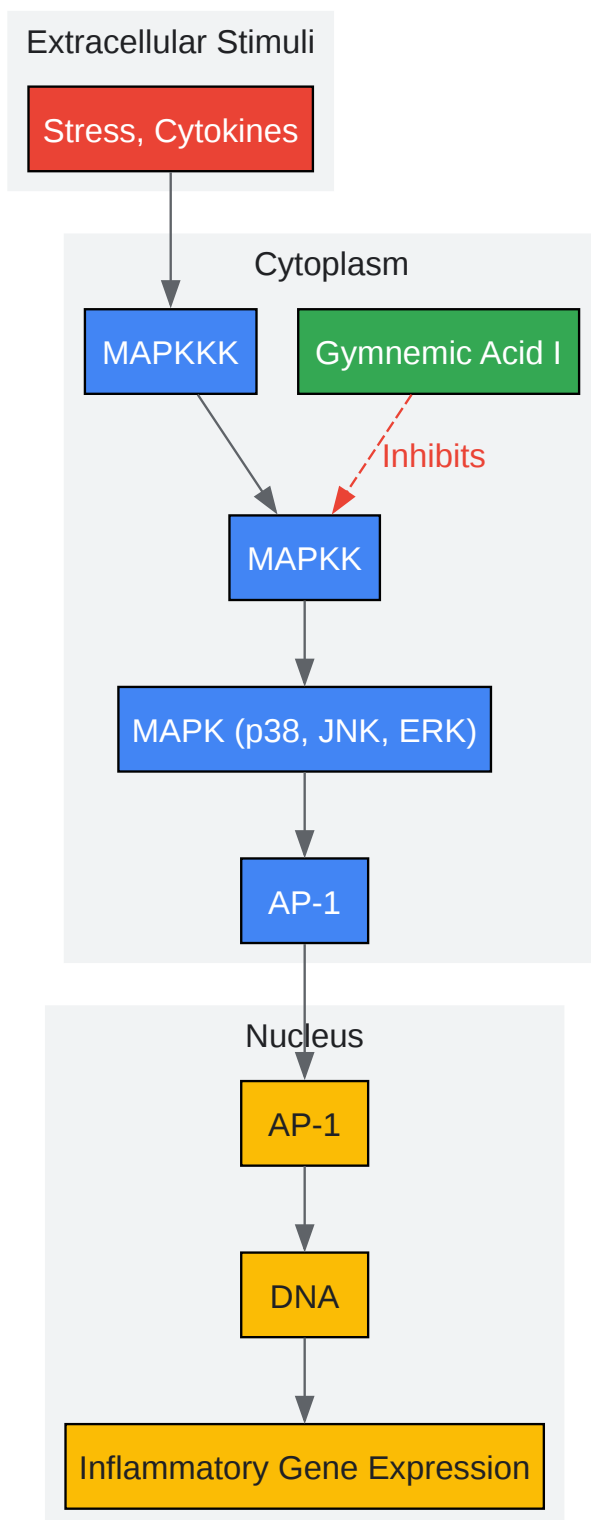 Extracellular Stimuli
Stress, Cytokines
Cytoplasm
MAPKKK
Gymnemic Acid I
Inhibits
MAPKK
MAPK (p38, JNK, ERK)
AP-1
Nucleus
AP-1
DNA
Inflammatory Gene Expression